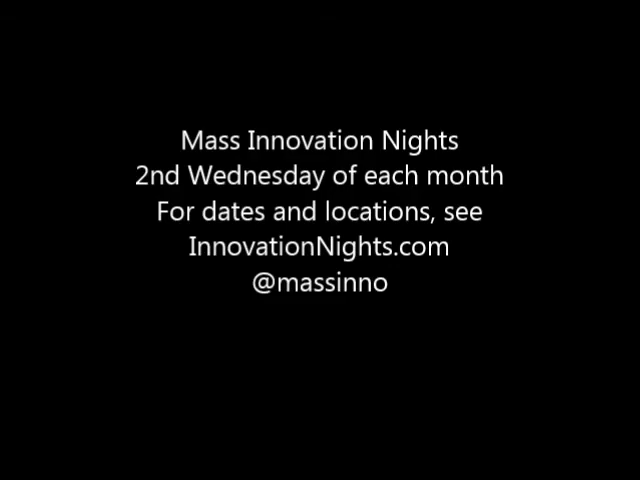 Mass Innovation Nights
2nd Wednesday of each month
For dates and locations, see
InnovationNights.com
@massinno